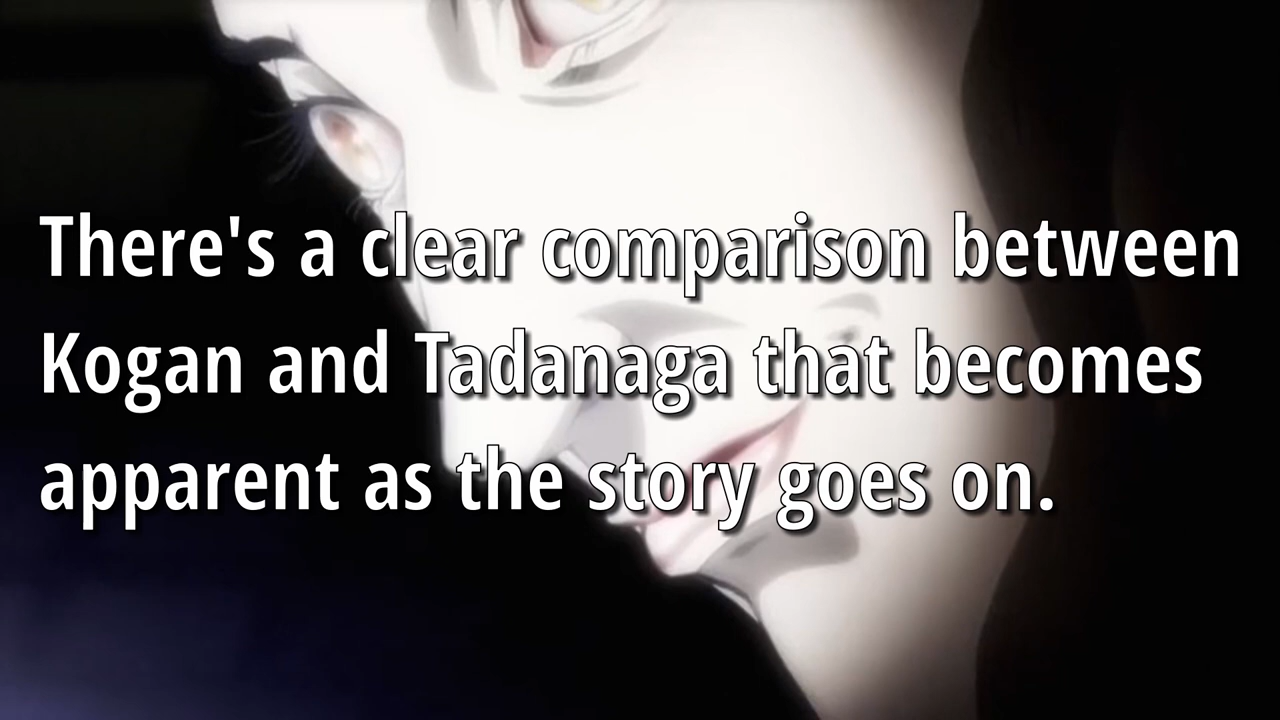 There's a clear comparison between
Kogan and Tadanaga that becomes
apparent as the story goes on.